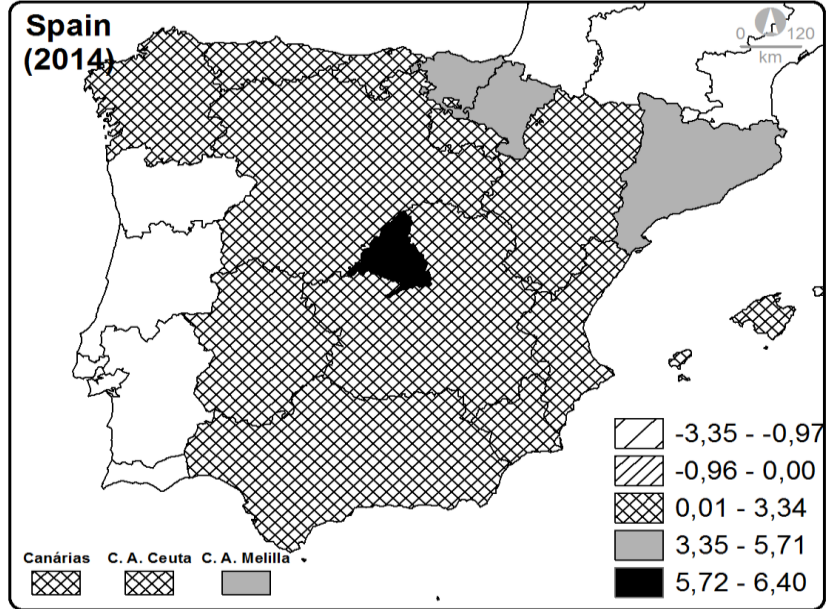 Spain
(2014)
0 120
km
-3,35 - -0,97
-0,96 - 0,00
0,01 - 3,34
3,35 - 5,71
5,72 - 6,40
Canárias C. A. Ceuta C. A. Melilla